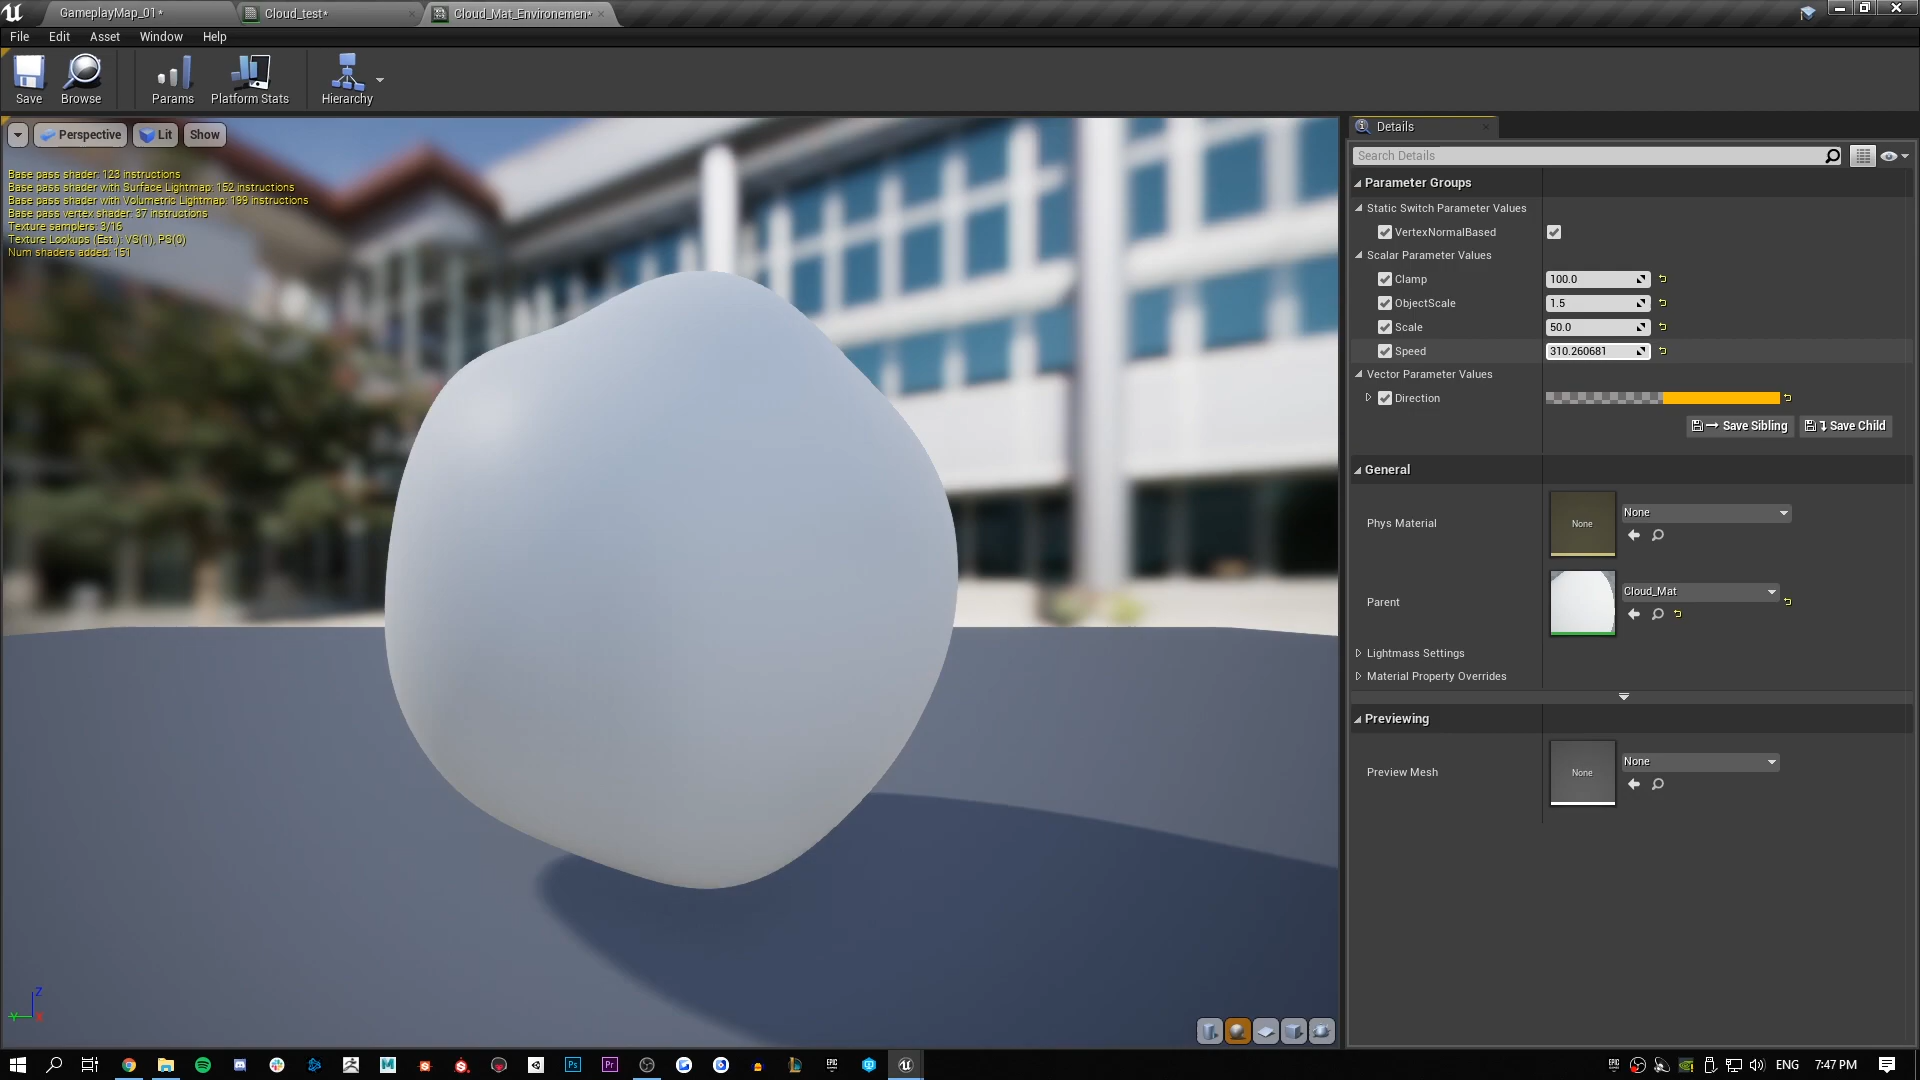 GameplayMap_01*
Cloud_test*
Cloud_Mat_Environemen*
File
Edit
Asset
Window
Help
Save
Browse
Params
Platform Stats
Hierarchy
Perspective
Lit
Show
Base pass shader: 123 instructions
Base pass shader with Surface Lightmap: 152 instructions
Base pass shader with Volumetric Lightmap: 199 instructions
Base pass vertex shader: 37 instructions
Texture samplers: 3/16
Texture Lookups (Est.): VS(1), PS(0)
Num shaders added: 151
Z
Y
X
Details
Search Details
Parameter Groups
Static Switch Parameter Values
VertexNormalBased
Scalar Parameter Values
Clamp
100.0
ObjectScale
1.5
Scale
50.0
Speed
310.260681
Vector Parameter Values
Direction
Save Sibling
Save Child
General
Phys Material
None
None
Parent
Cloud_Mat
Lightmass Settings
Material Property Overrides
Previewing
Preview Mesh
None
None
Ps
Pr
M
EPIC
EPIC
ENG
7:47 PM